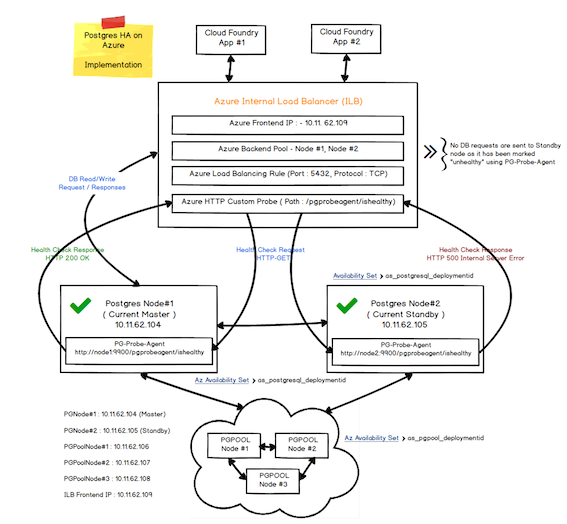 Postgres HA on
Azure
Implementation
Cloud Foundry
App #1
Cloud Foundry
App #2
Azure Internal Load Balancer (ILB)
Azure Frontend IP : - 10.11. 62.109
Azure Backend Pool - Node #1, Node #2
Azure Load Balancing Rule (Port : 5432, Protocol : TCP)
Azure HTTP Custom Probe ( Path : /pgprobeagent/ishealthy)
No DB requests are sent to Standby
node as it has been marked
"unhealthy" using PG-Probe-Agent
DB Read/Write
Request / Responses
Health Check Response
HTTP 200 OK
Health Check Request
HTTP-GET
Health Check Response
HTTP 500 Internal Server Error
Availability Set > as_postgresql_deploymentid
Postgres Node#1
( Current Master )
10.11.62.104
PG-Probe-Agent
http://node1:9900/pgprobeagent/ishealthy
Postgres Node#2
( Current Standby )
10.11.62.105
PG-Probe-Agent
http://node2:9900/pgprobeagent/ishealthy
Az Availability Set > as_postgresql_deploymentid
PGNode#1 : 10.11.62.104 (Master)
PGNode#2 : 10.11.62.105 (Standby)
PGPoolNode#1 : 10.11.62.106
PGPoolNode#2 : 10.11.62.107
PGPoolNode#3 : 10.11.62.108
ILB Frontend IP : 10.11.62.109
PGPOOL
Node #1
PGPOOL
Node #2
PGPOOL
Node #3
Az Availability Set > as_pgpool_deploymentid